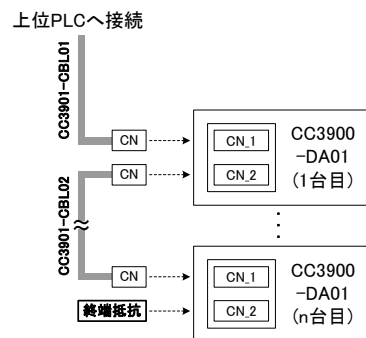 上位PLCへ接続
CC3901-CBL01
CN
CN_1
CC3900
-DA01
(1台目)
CN
CN_2
CC3901-CBL02
CN
CN_1
CC3900
-DA01
(n台目)
終端抵抗
CN_2